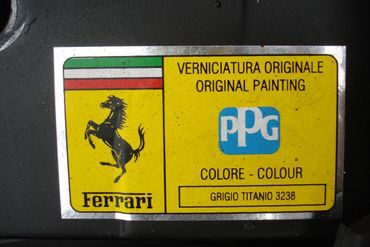 VERNICIATURA ORIGINALE
ORIGINAL PAINTING
PPG
COLORE - COLOUR
GRIGIO TITANIO 3238
Ferrari